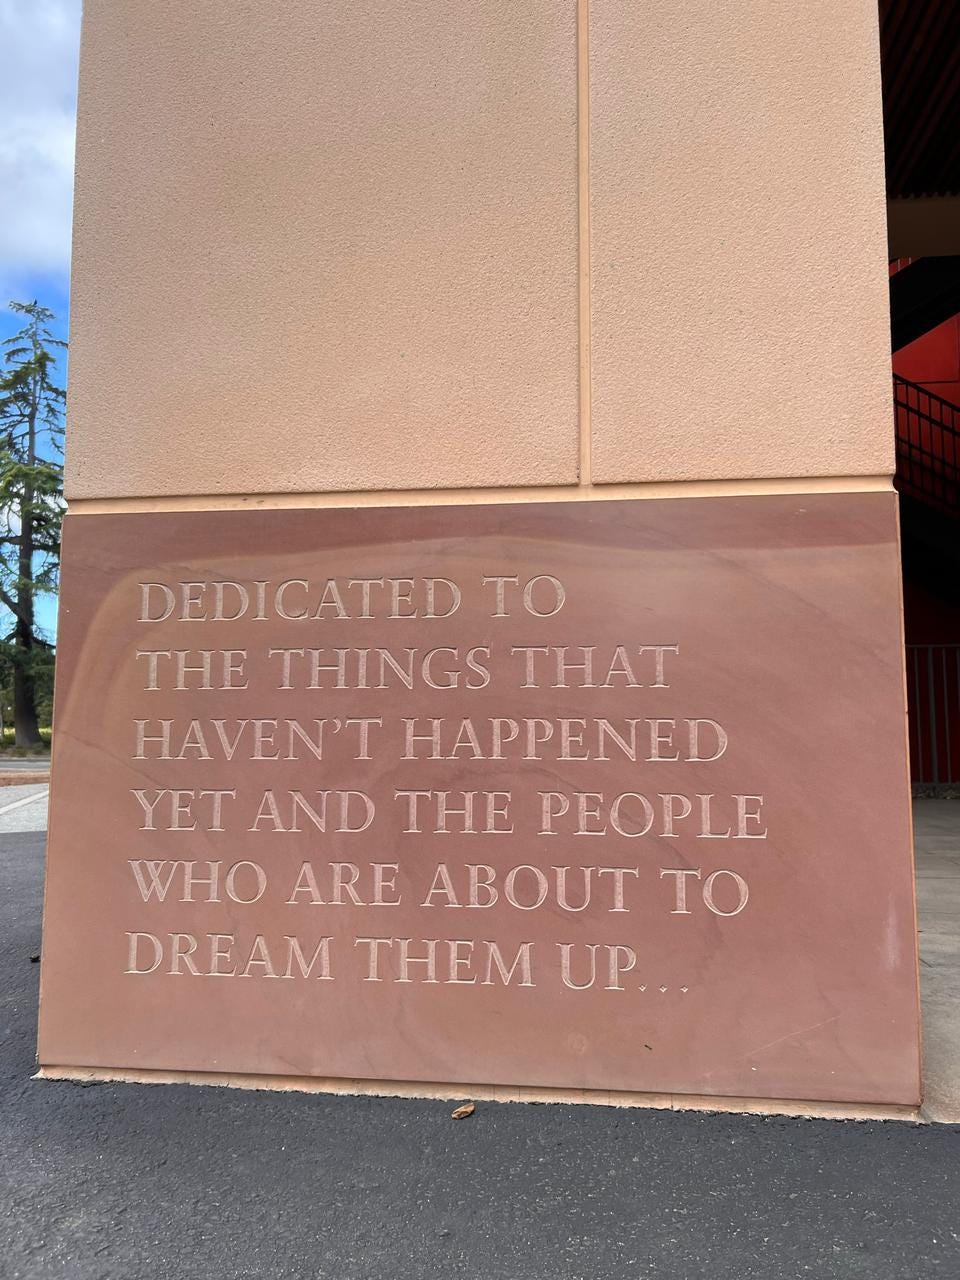 DEDICATED TO
THE THINGS THAT
HAVEN’T HAPPENED
YET AND THE PEOPLE
WHO ARE ABOUT TO
DREAM THEM UP...